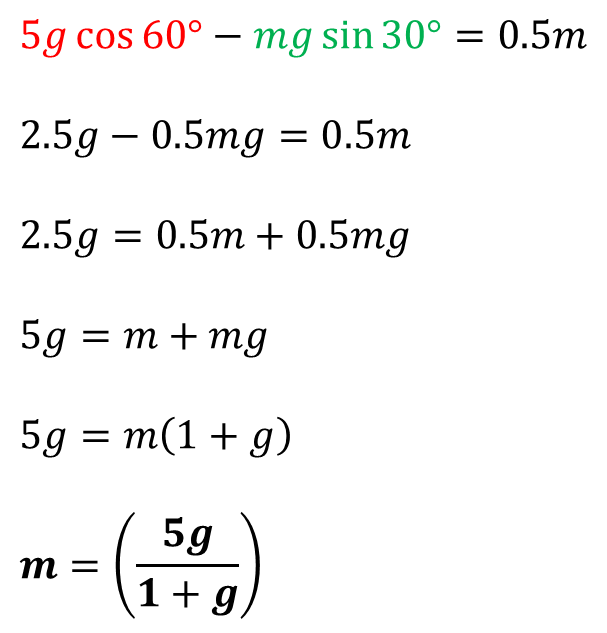 5g cos 60° − mg sin 30° = 0.5m
2.5g − 0.5mg = 0.5m
2.5g = 0.5m + 0.5mg
5g = m + mg
5g = m(1 + g)
m = (5g / 1 + g)